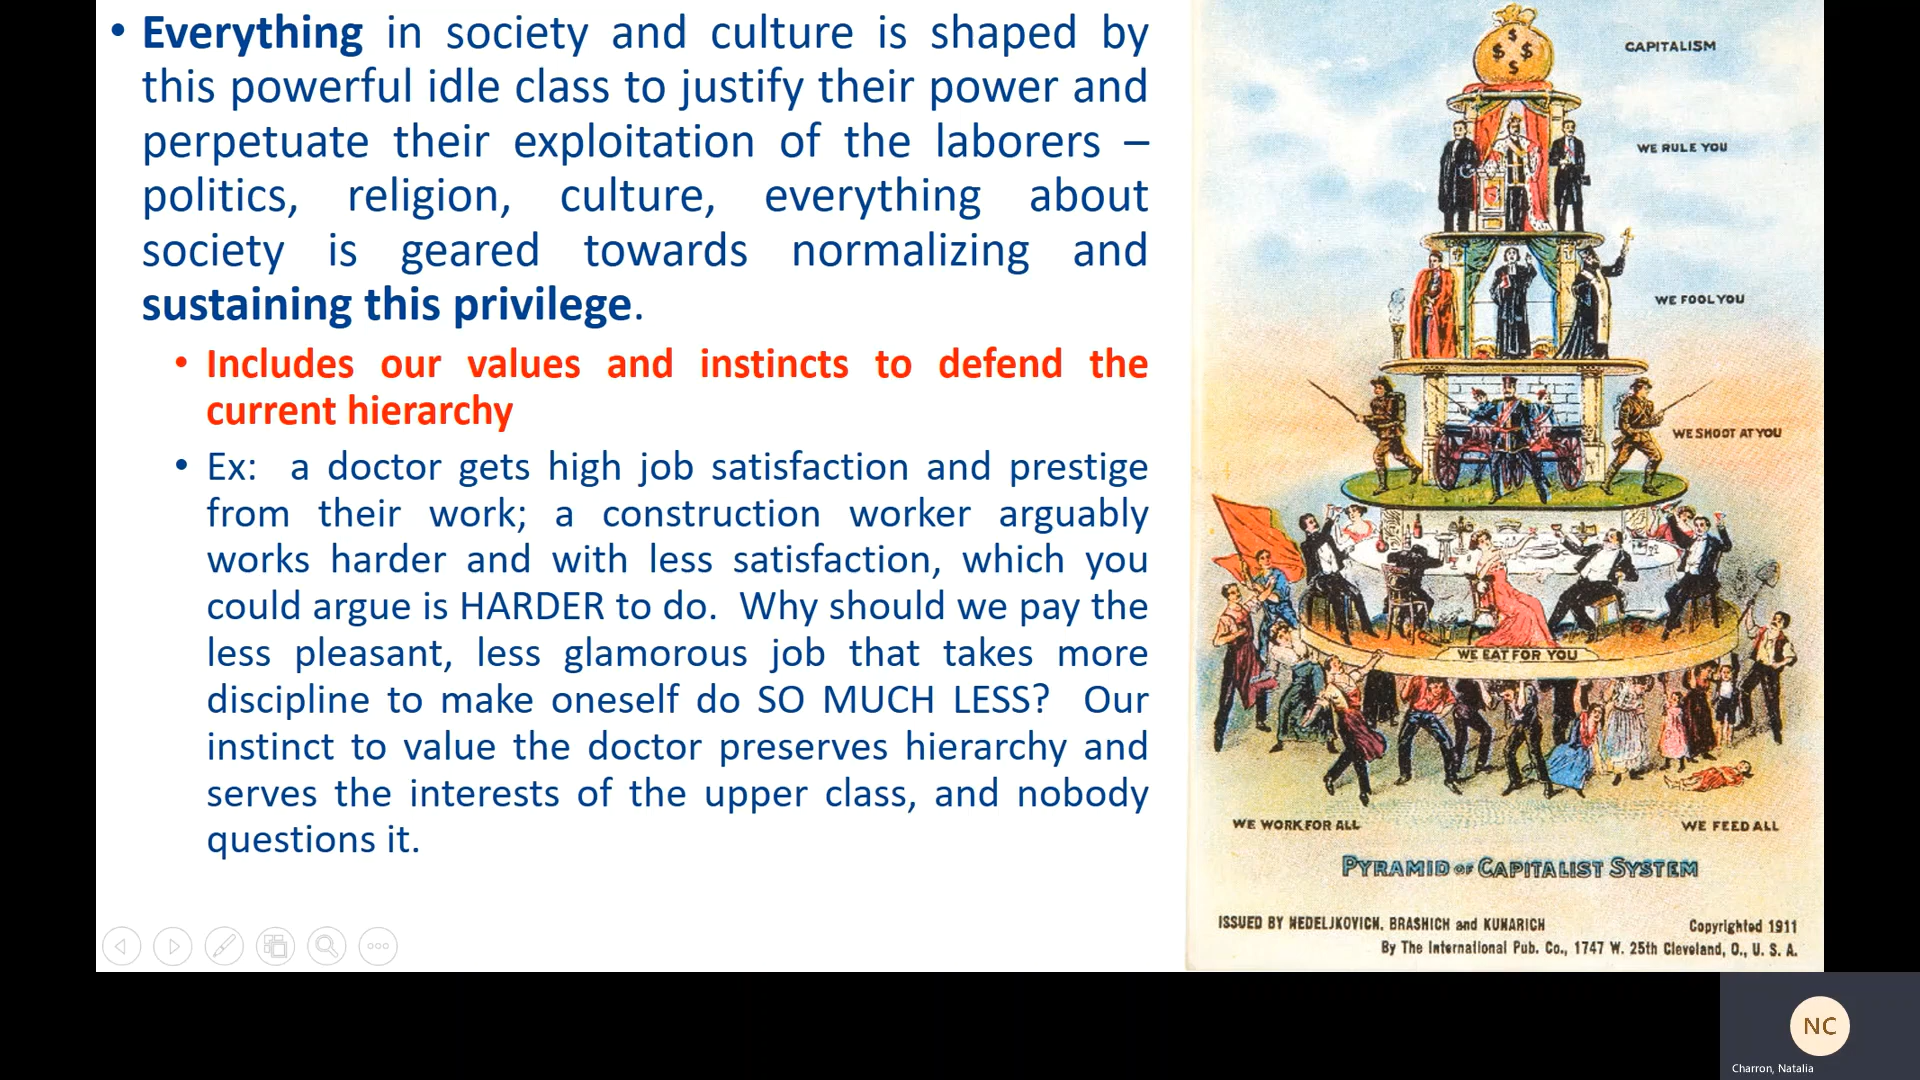 • Everything in society and culture is shaped by
this powerful idle class to justify their power and
perpetuate their exploitation of the laborers –
politics, religion, culture, everything about
society is geared towards normalizing and
sustaining this privilege.
• Includes our values and instincts to defend the
current hierarchy
• Ex: a doctor gets high job satisfaction and prestige
from their work; a construction worker arguably
works harder and with less satisfaction, which you
could argue is HARDER to do. Why should we pay the
less pleasant, less glamorous job that takes more
discipline to make oneself do SO MUCH LESS? Our
instinct to value the doctor preserves hierarchy and
serves the interests of the upper class, and nobody
questions it.
$ $ $ $
CAPITALISM
WE RULE YOU
WE FOOL YOU
WE SHOOT AT YOU
WE EAT FOR YOU
WE WORK FOR ALL
WE FEED ALL
PYRAMID OF CAPITALIST SYSTEM
ISSUED BY NEDELJKOVICH, BRASHICH and KUHARICH
Copyrighted 1911
By The International Pub. Co., 1747 W. 25th Cleveland, O., U. S. A.
NC
Charron, Natalia